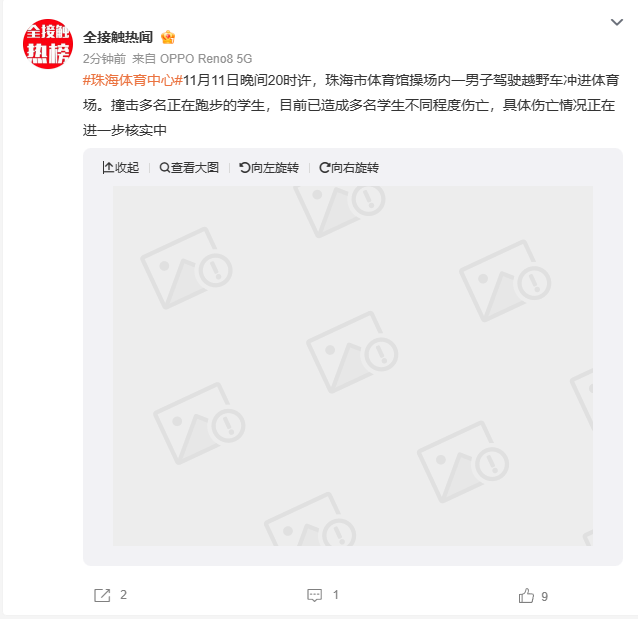 全接触
热榜
全接触热闻
2分钟前 来自 OPPO Reno8 5G
#珠海体育中心#11月11日晚间20时许，珠海市体育馆操场内一男子驾驶越野车冲进体育
场。撞击多名正在跑步的学生，目前已造成多名学生不同程度伤亡，具体伤亡情况正在
进一步核实中
收起 查看大图 向左旋转 向右旋转
2 1 9